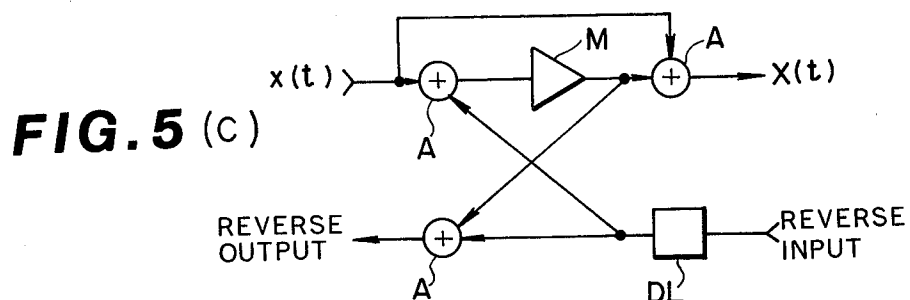 M
A
x(t)
+
+
X(t)
FIG. 5 (C)
A
REVERSE
OUTPUT
+
REVERSE
INPUT
A
DL